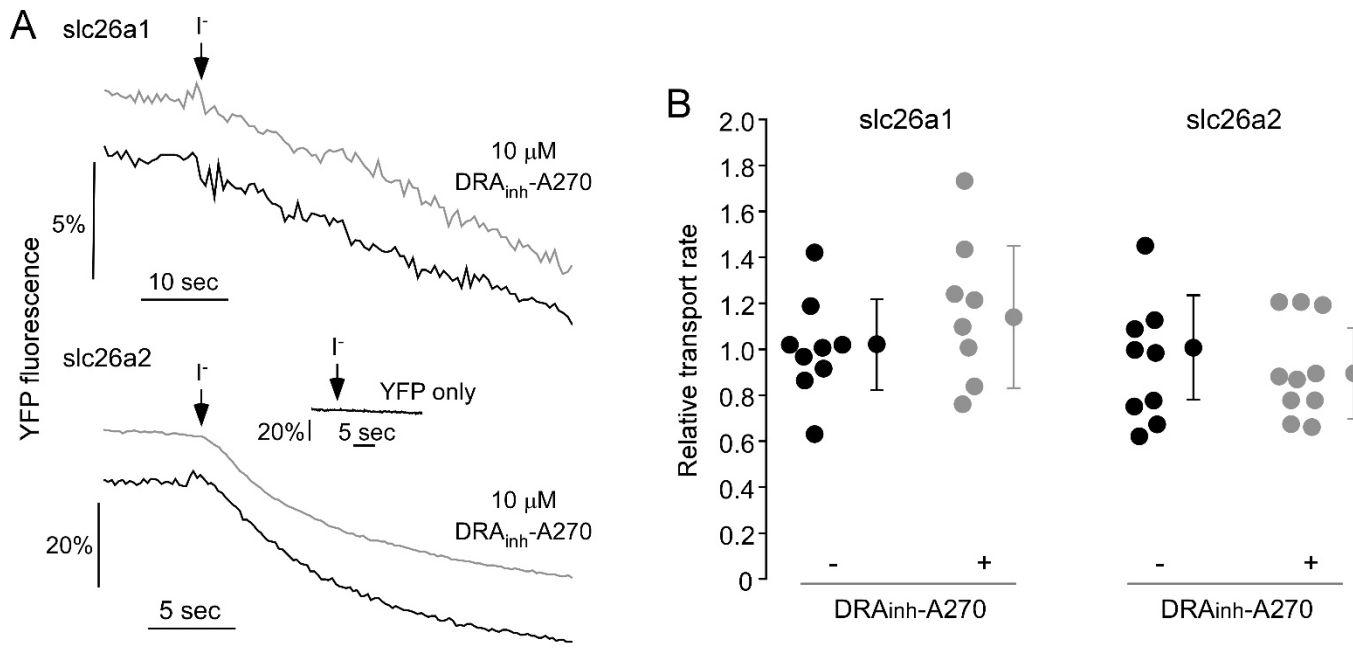 A
slc26a1
I-
10 μM
DRAinh-A270
5%
10 sec
YFP fluorescence
slc26a2
I-
I-
YFP only
20%
5 sec
10 μM
DRAinh-A270
20%
5 sec
B
slc26a1
slc26a2
Relative transport rate
2.0
1.8
1.6
1.4
1.2
1.0
0.8
0.6
0.4
0.2
0
- +
DRAinh-A270
- +
DRAinh-A270